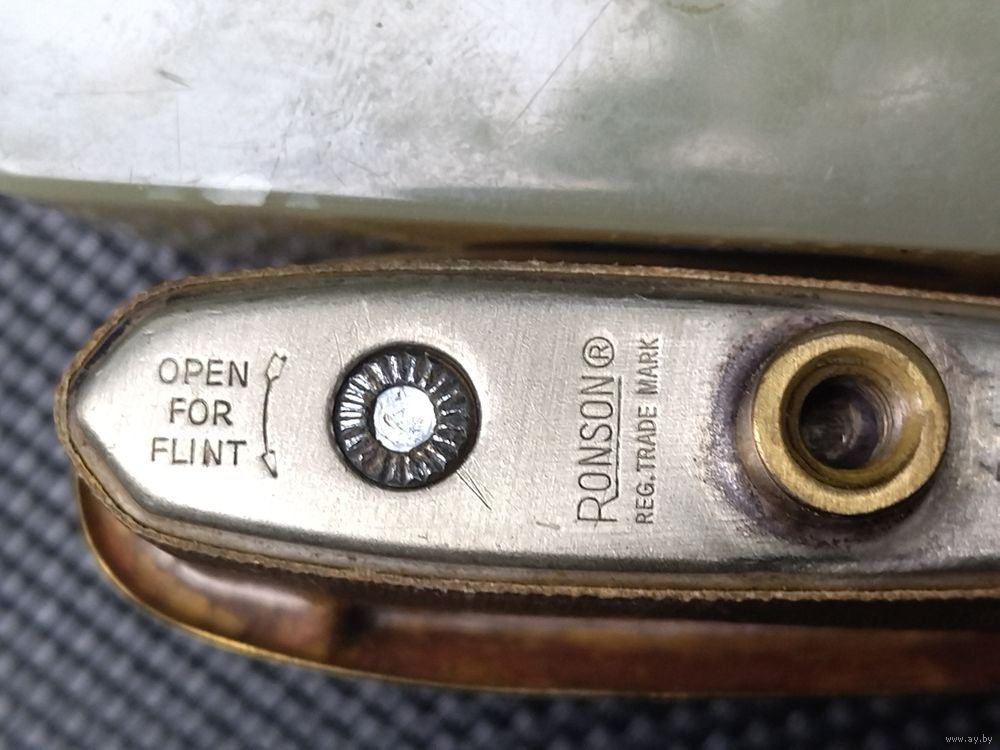 OPEN
FOR
FLINT
RONSON®
REG.TRADE MARK
www.ay.by